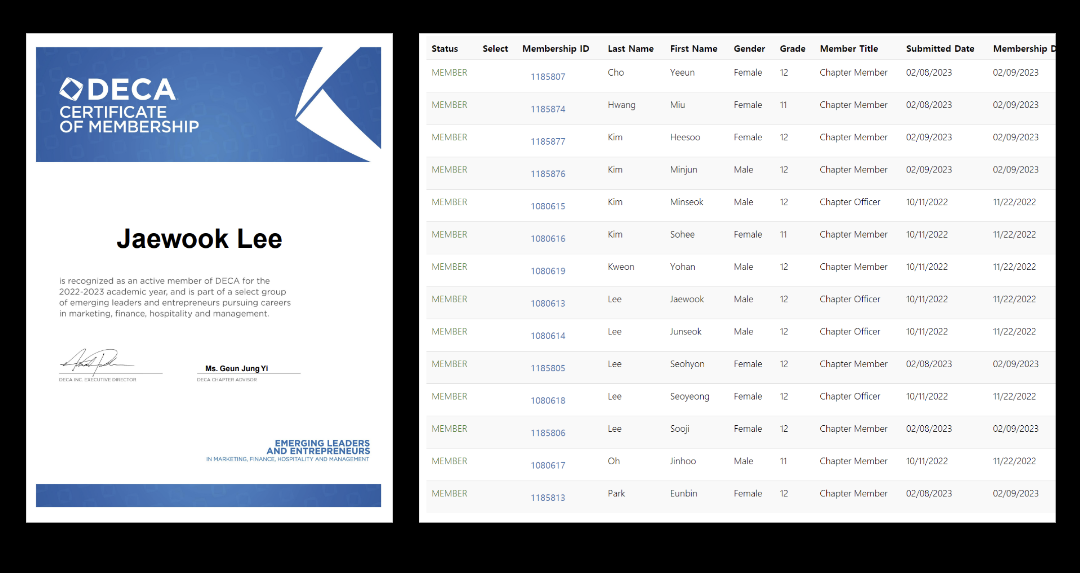 DECA
CERTIFICATE
OF MEMBERSHIP
Jaewook Lee
is recognized as an active member of DECA for the
2022-2023 academic year, and is part of a select group
of emerging leaders and entrepreneurs pursuing careers
in marketing, finance, hospitality and management.
Ms. Geun Jung Yi
DECA INC. EXECUTIVE DIRECTOR DECA CHAPTER ADVISOR
EMERGING LEADERS
AND ENTREPRENEURS
IN MARKETING, FINANCE, HOSPITALITY AND MANAGEMENT
Status Select Membership ID Last Name First Name Gender Grade Member Title Submitted Date Membership D
MEMBER 1185807 Cho Yeeun Female 12 Chapter Member 02/08/2023 02/09/2023
MEMBER 1185874 Hwang Miu Female 11 Chapter Member 02/08/2023 02/09/2023
MEMBER 1185877 Kim Heesoo Female 12 Chapter Member 02/09/2023 02/09/2023
MEMBER 1185876 Kim Minjun Male 12 Chapter Member 02/09/2023 02/09/2023
MEMBER 1080615 Kim Minseok Male 12 Chapter Officer 10/11/2022 11/22/2022
MEMBER 1080616 Kim Sohee Female 11 Chapter Member 10/11/2022 11/22/2022
MEMBER 1080619 Kweon Yohan Male 12 Chapter Member 10/11/2022 11/22/2022
MEMBER 1080613 Lee Jaewook Male 12 Chapter Officer 10/11/2022 11/22/2022
MEMBER 1080614 Lee Junseok Male 12 Chapter Officer 10/11/2022 11/22/2022
MEMBER 1185805 Lee Seohyon Female 12 Chapter Member 02/08/2023 02/09/2023
MEMBER 1080618 Lee Seoyeong Female 12 Chapter Officer 10/11/2022 11/22/2022
MEMBER 1185806 Lee Sooji Female 12 Chapter Member 02/08/2023 02/09/2023
MEMBER 1080617 Oh Jinhoo Male 11 Chapter Member 10/11/2022 11/22/2022
MEMBER 1185813 Park Eunbin Female 12 Chapter Member 02/08/2023 02/09/2023